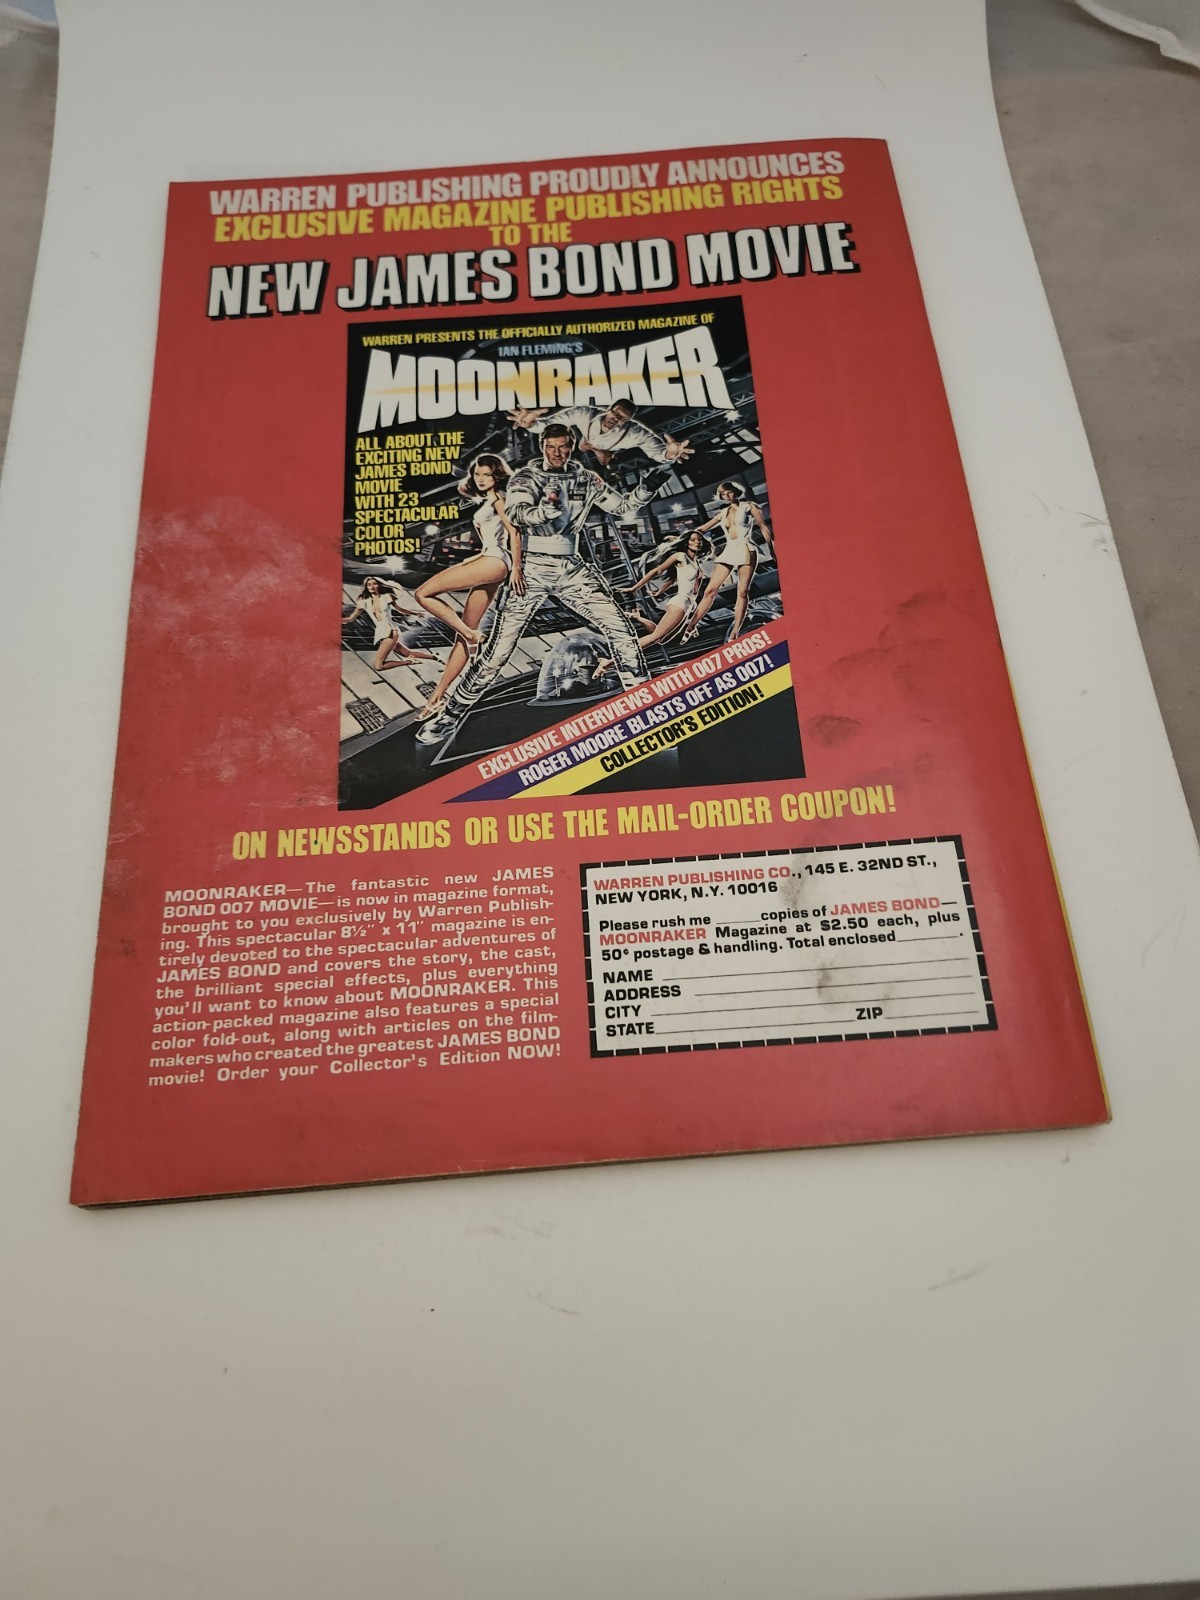 WARREN PUBLISHING PROUDLY ANNOUNCES
EXCLUSIVE MAGAZINE PUBLISHING RIGHTS
TO THE
NEW JAMES BOND MOVIE
WARREN PRESENTS THE OFFICIALLY AUTHORIZED MAGAZINE OF
IAN FLEMING'S
MOONRAKER
ALL ABOUT THE
EXCITING NEW
JAMES BOND
MOVIE
WITH 23
SPECTACULAR
COLOR
PHOTOS!
EXCLUSIVE INTERVIEWS WITH 007 PROS!
ROGER MOORE BLASTS OFF AS 007!
COLLECTOR'S EDITION!
ON NEWSSTANDS OR USE THE MAIL-ORDER COUPON!
MOONRAKER—The fantastic new JAMES
BOND 007 MOVIE—is now in magazine format,
brought to you exclusively by Warren Publish-
ing. This spectacular 8½" x 11" magazine is en-
tirely devoted to the spectacular adventures of
JAMES BOND and covers the story, the cast,
the brilliant special effects, plus everything
you'll want to know about MOONRAKER. This
action-packed magazine also features a special
color fold-out, along with articles on the film-
makers who created the greatest JAMES BOND
movie! Order your Collector's Edition NOW!
WARREN PUBLISHING CO., 145 E. 32ND ST.,
NEW YORK, N.Y. 10016
Please rush me _____copies of JAMES BOND—
MOONRAKER Magazine at $2.50 each, plus
50¢ postage & handling. Total enclosed_______.
NAME
ADDRESS
CITY
STATE ZIP